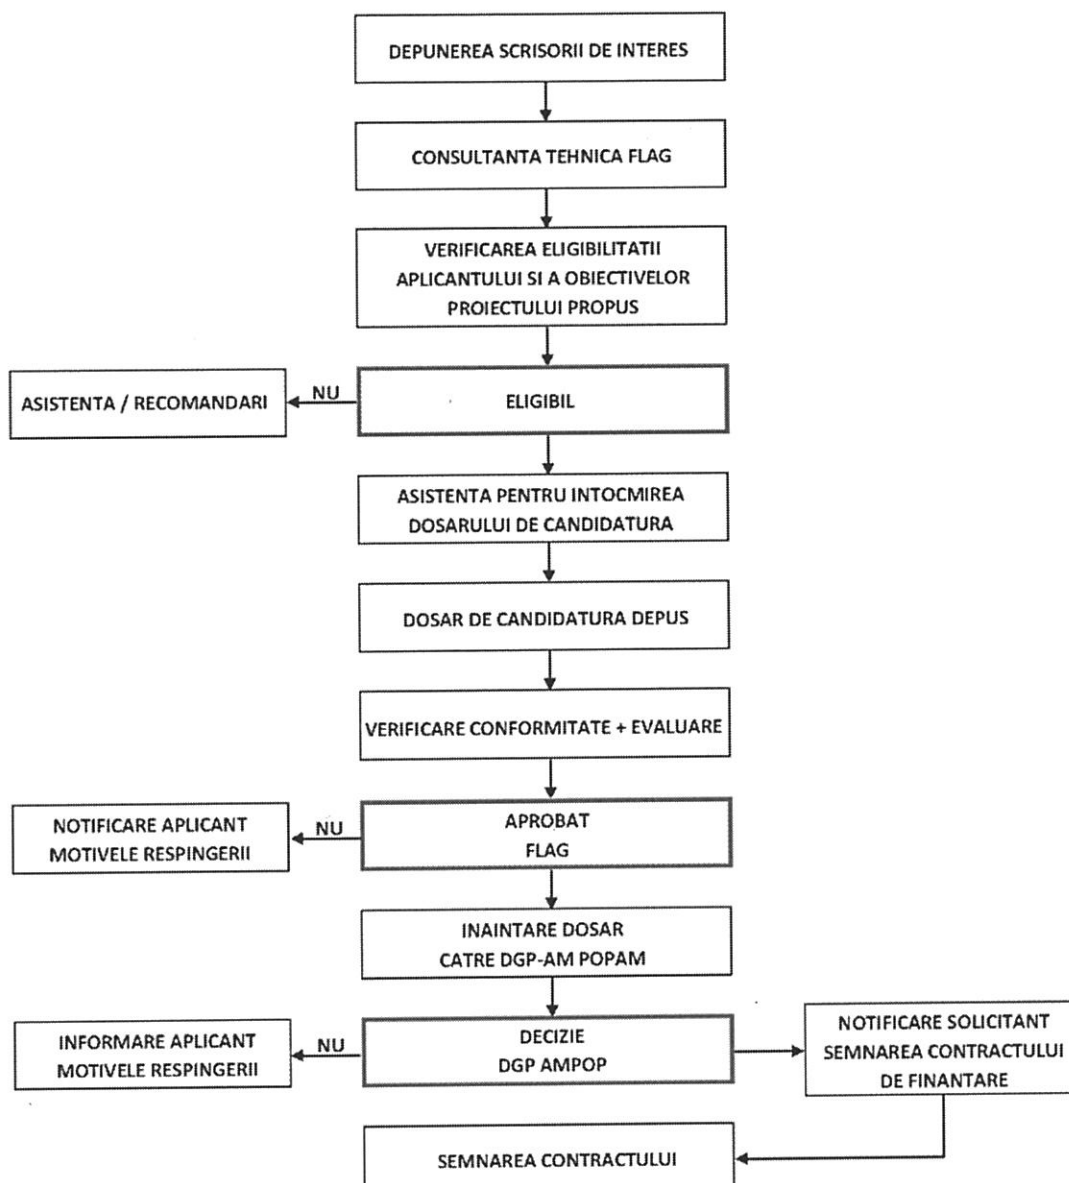 DEPUNEREA SCRISORII DE INTERES
CONSULTANTA TEHNICA FLAG
VERIFICAREA ELIGIBILITATII
APLICANTULUI SI A OBIECTIVELOR
PROIECTULUI PROPUS
ASISTENTA / RECOMANDARI
NU
ELIGIBIL
ASISTENTA PENTRU INTOCMIREA
DOSARULUI DE CANDIDATURA
DOSAR DE CANDIDATURA DEPUS
VERIFICARE CONFORMITATE + EVALUARE
NOTIFICARE APLICANT
MOTIVELE RESPINGERII
NU
APROBAT
FLAG
INAINTARE DOSAR
CATRE DGP-AM POPAM
INFORMARE APLICANT
MOTIVELE RESPINGERII
NU
DECIZIE
DGP AMPOP
NOTIFICARE SOLICITANT
SEMNAREA CONTRACTULUI
DE FINANTARE
SEMNAREA CONTRACTULUI